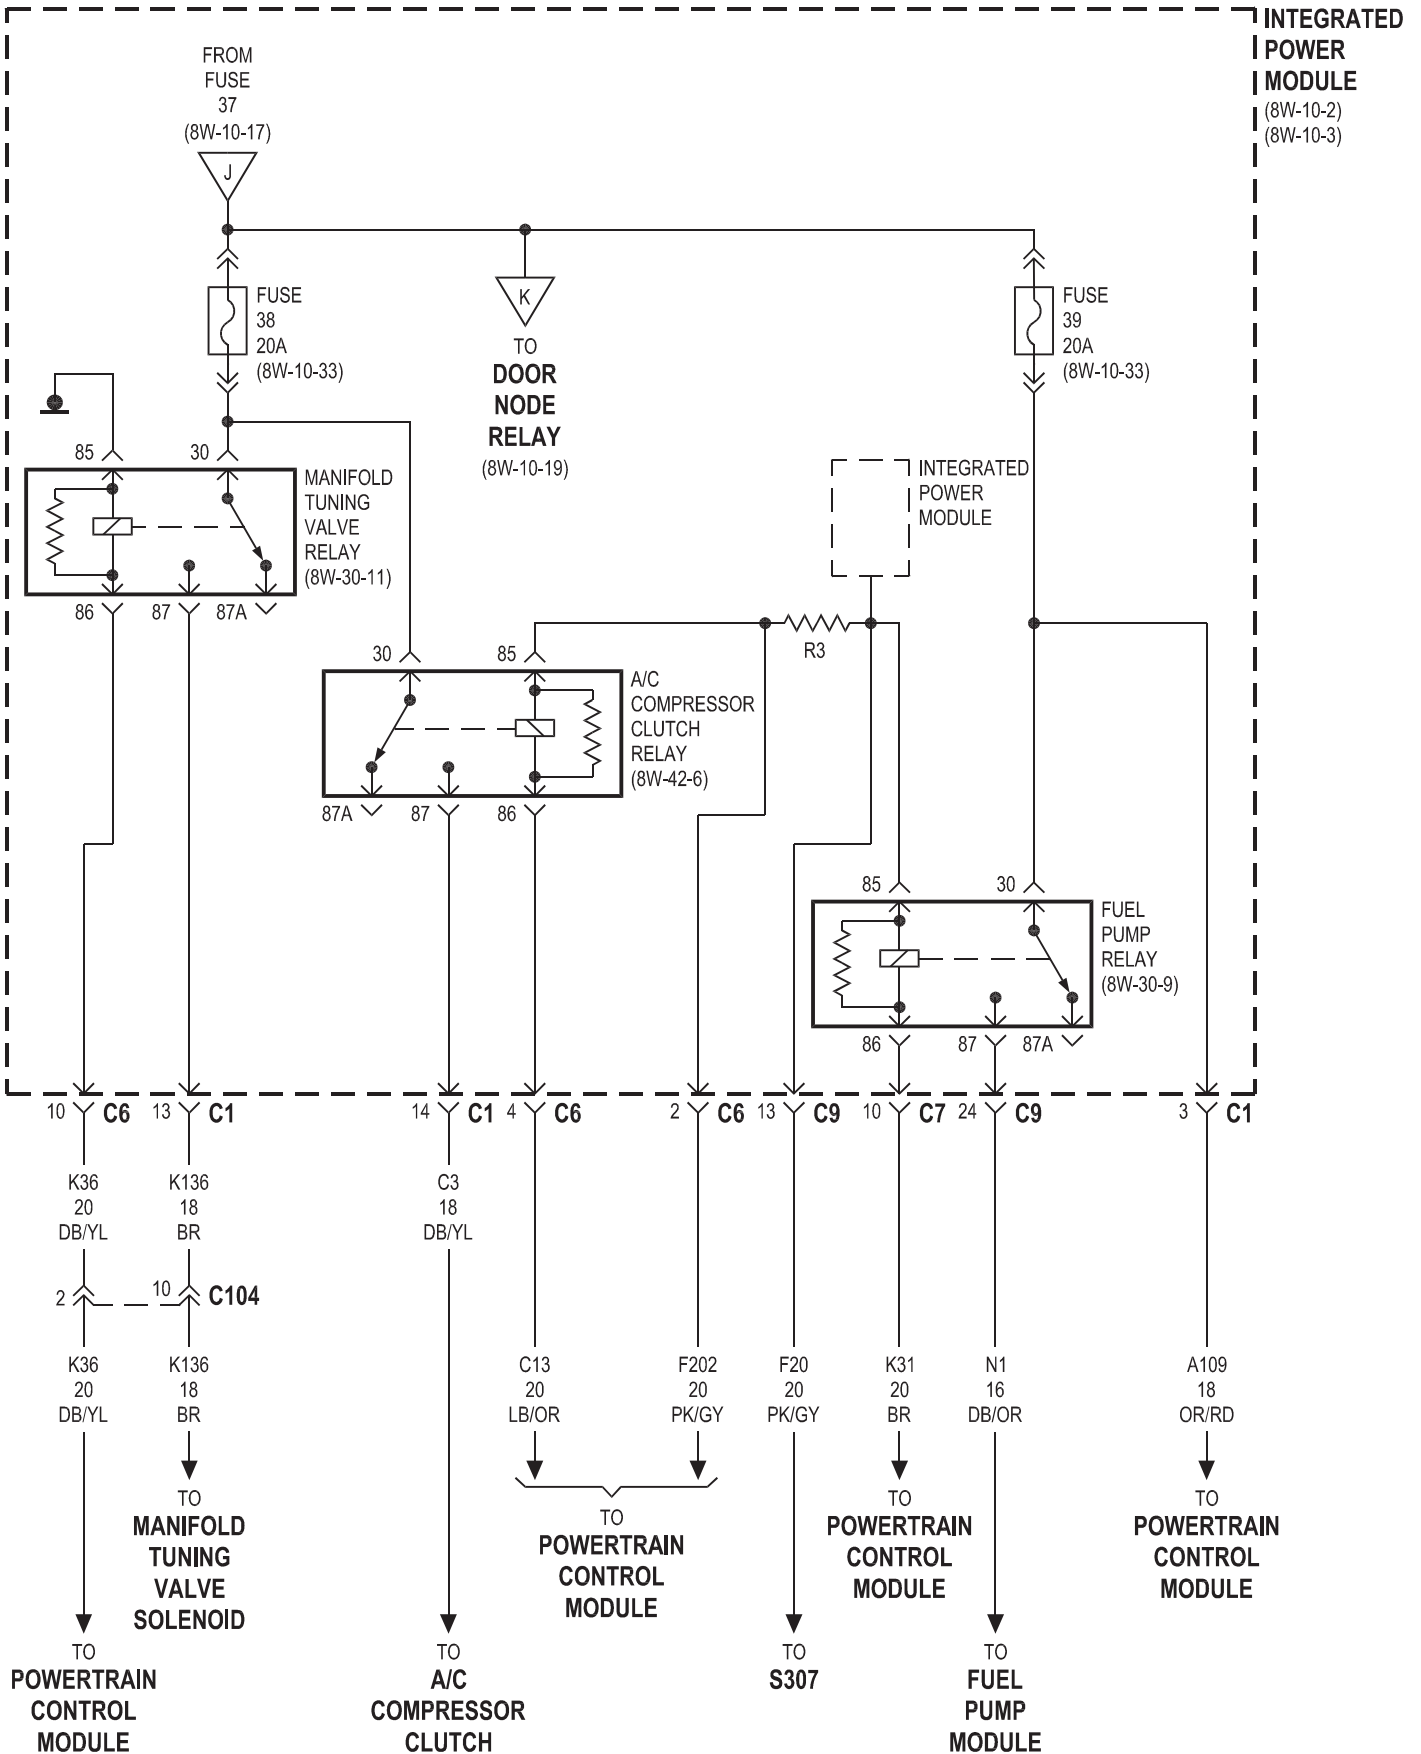 INTEGRATED
POWER
MODULE
(8W-10-2)
(8W-10-3)
FROM
FUSE
37
(8W-10-17)
J
FUSE
38
20A
(8W-10-33)
K
TO
DOOR
NODE
RELAY
(8W-10-19)
FUSE
39
20A
(8W-10-33)
85
30
MANIFOLD
TUNING
VALVE
RELAY
(8W-30-11)
86
87
87A
INTEGRATED
POWER
MODULE
R3
30
85
A/C
COMPRESSOR
CLUTCH
RELAY
(8W-42-6)
87A
87
86
85
30
FUEL
PUMP
RELAY
(8W-30-9)
86
87
87A
10 C6
13 C1
14 C1
4 C6
2 C6
13 C9
10 C7
24 C9
3 C1
K36
20
DB/YL
K136
18
BR
C3
18
DB/YL
2
10
C104
K36
20
DB/YL
K136
18
BR
C13
20
LB/OR
F202
20
PK/GY
F20
20
PK/GY
K31
20
BR
N1
16
DB/OR
A109
18
OR/RD
TO
MANIFOLD
TUNING
VALVE
SOLENOID
TO
POWERTRAIN
CONTROL
MODULE
TO
POWERTRAIN
CONTROL
MODULE
TO
POWERTRAIN
CONTROL
MODULE
TO
POWERTRAIN
CONTROL
MODULE
TO
A/C
COMPRESSOR
CLUTCH
TO
S307
TO
FUEL
PUMP
MODULE